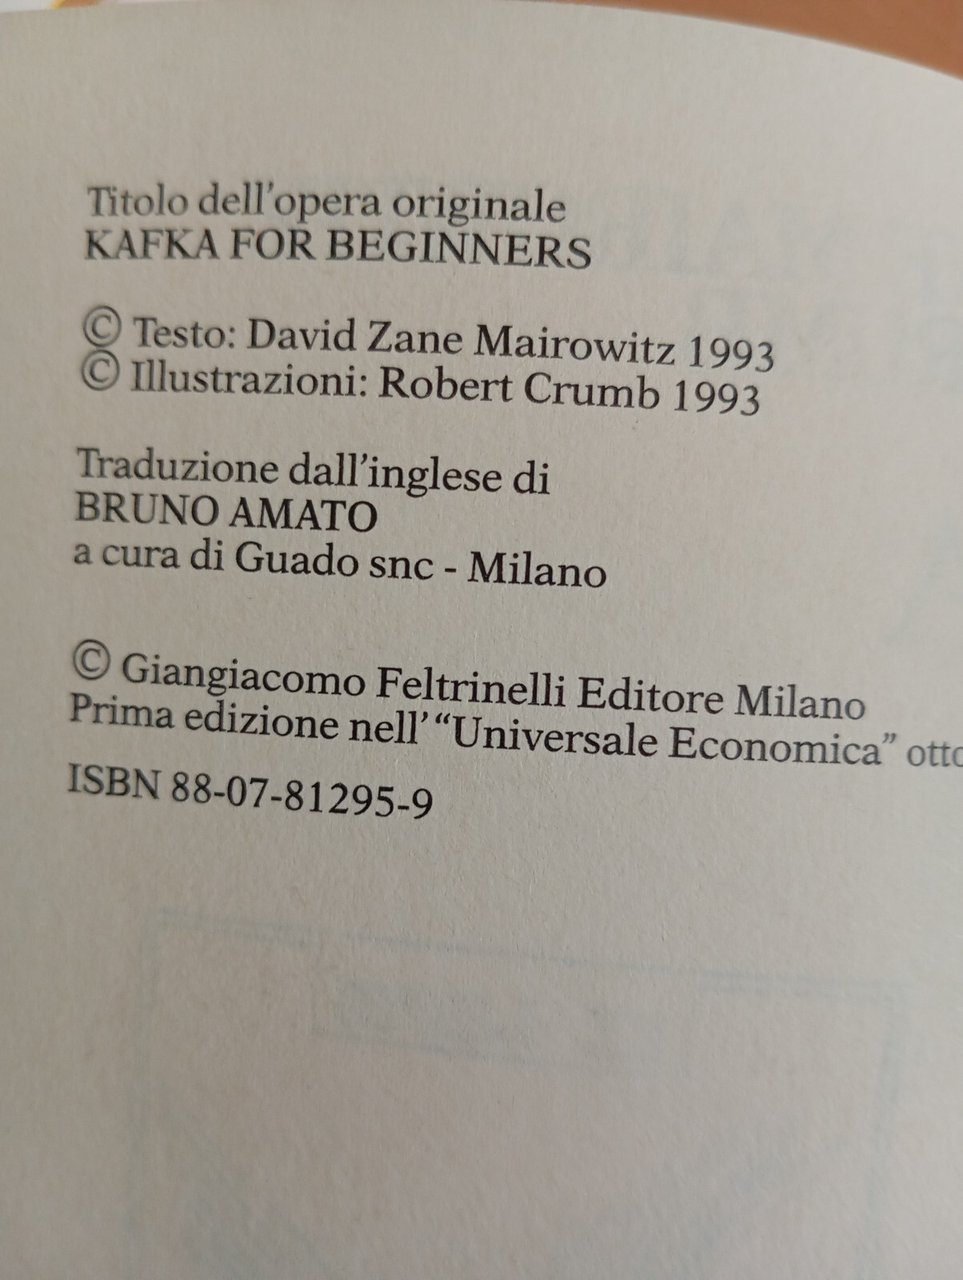 Titolo dell'opera originale
KAFKA FOR BEGINNERS
© Testo: David Zane Mairowitz 1993
© Illustrazioni: Robert Crumb 1993
Traduzione dall'inglese di
BRUNO AMATO
a cura di Guado snc - Milano
© Giangiacomo Feltrinelli Editore Milano
Prima edizione nell'“Universale Economica”
ISBN 88-07-81295-9